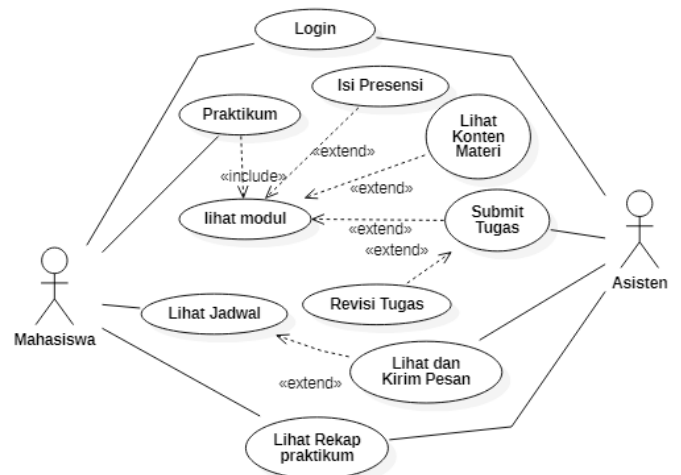 Login
Isi Presensi
Praktikum
Lihat
Konten
Materi
«extend»
«include»
«extend»
lihat modul
Submit
Tugas
«extend»
«extend»
Asisten
Mahasiswa
Lihat Jadwal
Revisi Tugas
Lihat dan
Kirim Pesan
«extend»
Lihat Rekap
praktikum